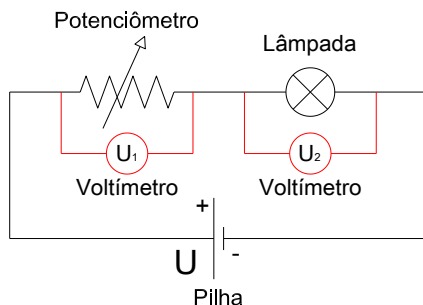 Potenciômetro
Lâmpada
U1
U2
Voltímetro
Voltímetro
+
-
U
Pilha